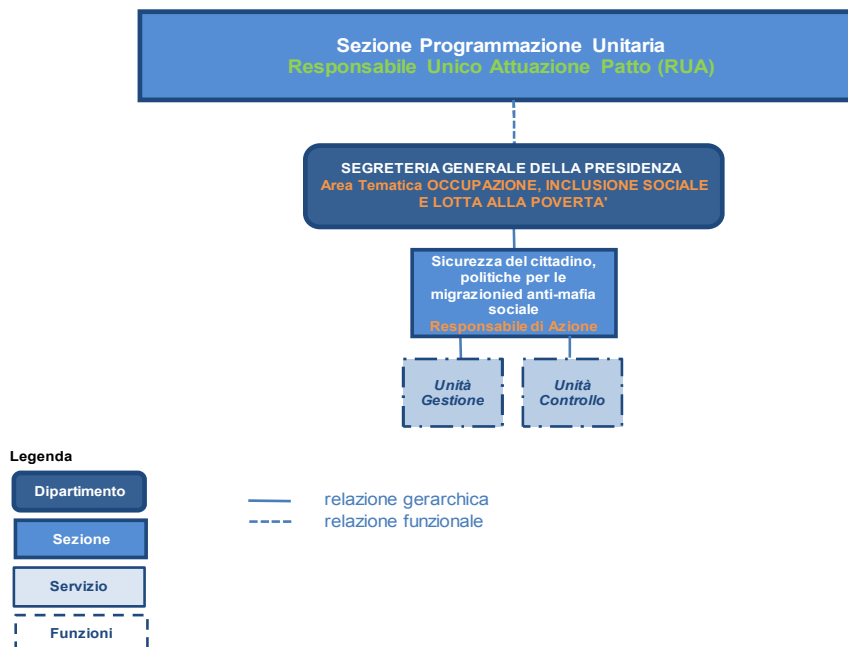 Sezione Programmazione Unitaria
Responsabile Unico Attuazione Patto (RUA)
SEGRETERIA GENERALE DELLA PRESIDENZA
Area Tematica OCCUPAZIONE, INCLUSIONE SOCIALE
E LOTTA ALLA POVERTA'
Sicurezza del cittadino,
politiche per le
migrazionied anti-mafia
sociale
Responsabile di Azione
Unità
Gestione
Unità
Controllo
Legenda
Dipartimento
Sezione
Servizio
Funzioni
relazione gerarchica
relazione funzionale